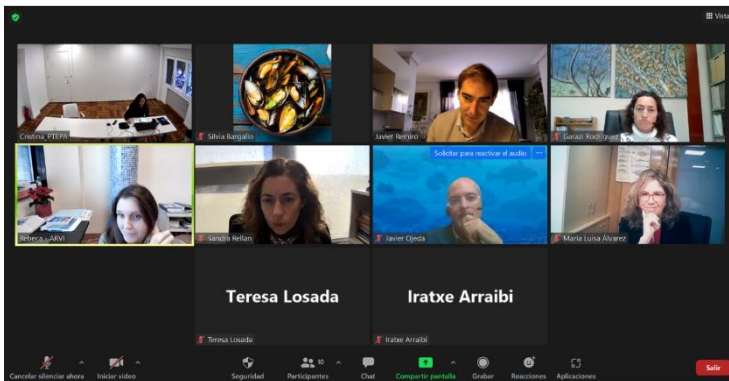 Vista
Cristina_PTEPA
Silvia Bargalló
Javier Remiro
Garazi Rodríguez
Solicitar para reactivar el audio ...
Rebeca - ARVI
Sandra Rellan
Javier Ojeda
María Luisa Álvarez
Teresa Losada
Iratxe Arraibi
Teresa Losada
Iratxe Arraibi
10
Cancelar silenciar ahora
Iniciar video
Seguridad
Participantes
Chat
Compartir pantalla
Grabar
Reacciones
Aplicaciones
Salir